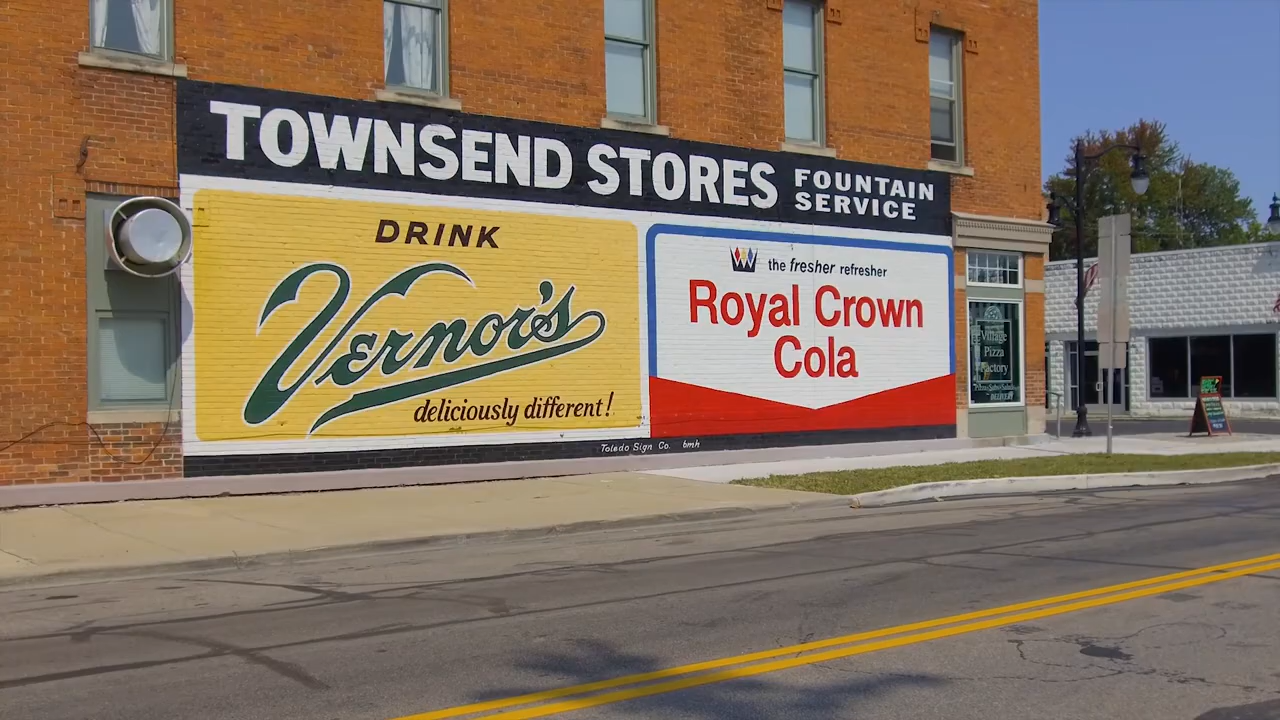 TOWNSEND STORES
FOUNTAIN
SERVICE
DRINK
Vernor's
deliciously different!
the fresher refresher
Royal Crown
Cola
Toledo Sign Co. bmh
Village
Pizza
Factory
DELIVERY